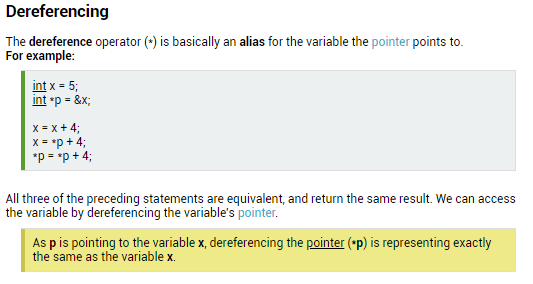 Dereferencing
The dereference operator (*) is basically an alias for the variable the pointer points to.
For example:
int x = 5;
int *p = &x;
x = x + 4;
x = *p + 4;
*p = *p + 4;
All three of the preceding statements are equivalent, and return the same result. We can access
the variable by dereferencing the variable's pointer.
As p is pointing to the variable x, dereferencing the pointer (*p) is representing exactly
the same as the variable x.